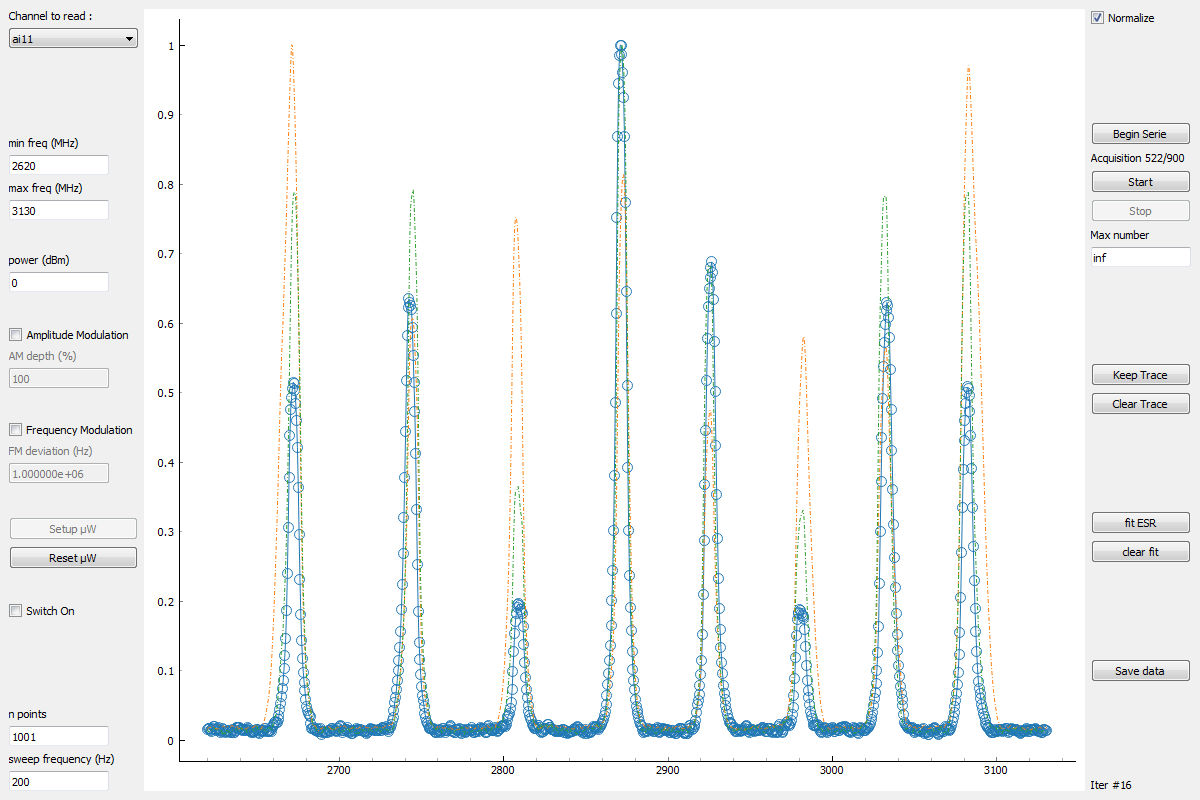 Channel to read :
ai11
min freq (MHz)
2620
max freq (MHz)
3130
power (dBm)
0
Amplitude Modulation
AM depth (%)
100
Frequency Modulation
FM deviation (Hz)
1.000000e+06
Setup µW
Reset µW
Switch On
n points
1001
sweep frequency (Hz)
200
1
0.9
0.8
0.7
0.6
0.5
0.4
0.3
0.2
0.1
0
2700
2800
2900
3000
3100
Normalize
Begin Serie
Acquisition 522/900
Start
Stop
Max number
inf
Keep Trace
Clear Trace
fit ESR
clear fit
Save data
Iter #16